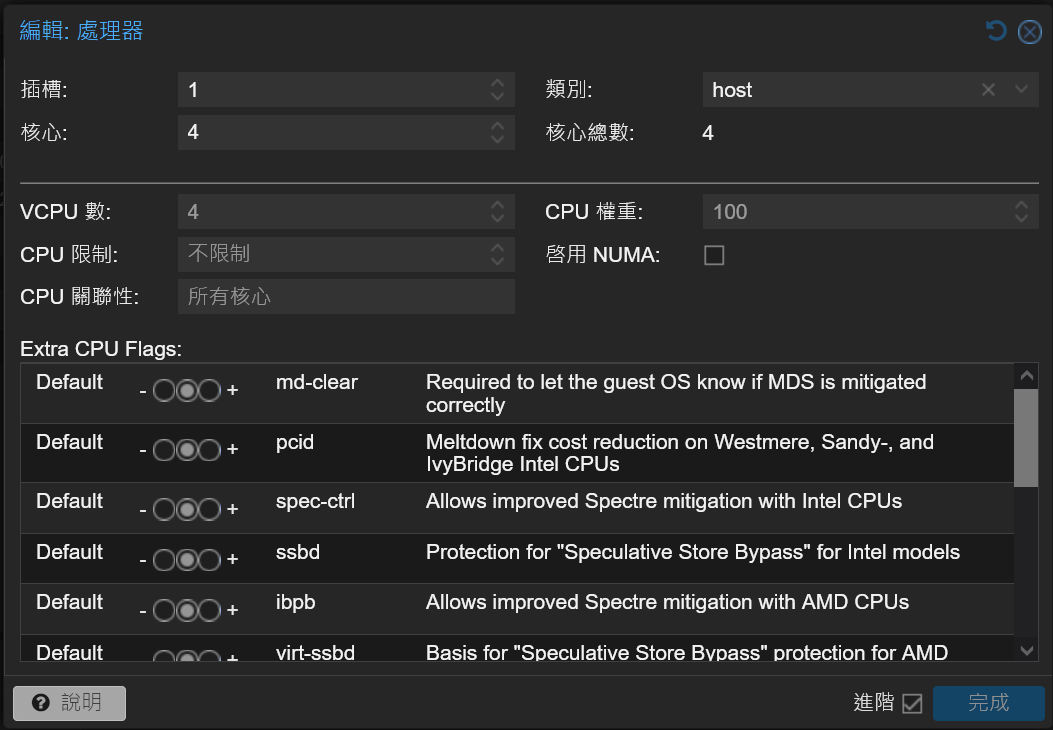 編輯: 處理器
插槽: 1 類別: host
核心: 4 核心總數: 4
VCPU 數: 4 CPU 權重: 100
CPU 限制: 不限制 啓用 NUMA:
CPU 關聯性: 所有核心
Extra CPU Flags:
Default - + md-clear Required to let the guest OS know if MDS is mitigated
correctly
Default - + pcid Meltdown fix cost reduction on Westmere, Sandy-, and
IvyBridge Intel CPUs
Default - + spec-ctrl Allows improved Spectre mitigation with Intel CPUs
Default - + ssbd Protection for "Speculative Store Bypass" for Intel models
Default - + ibpb Allows improved Spectre mitigation with AMD CPUs
Default - + virt-ssbd Basis for "Speculative Store Bypass" protection for AMD
說明 進階 完成